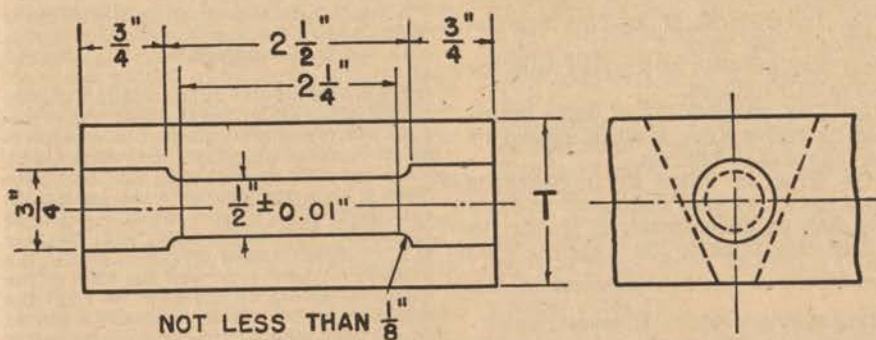 3/4" 2 1/2" 3/4"
2 1/4"
3/4" 1/2" ± 0.01" T
NOT LESS THAN 1/8"